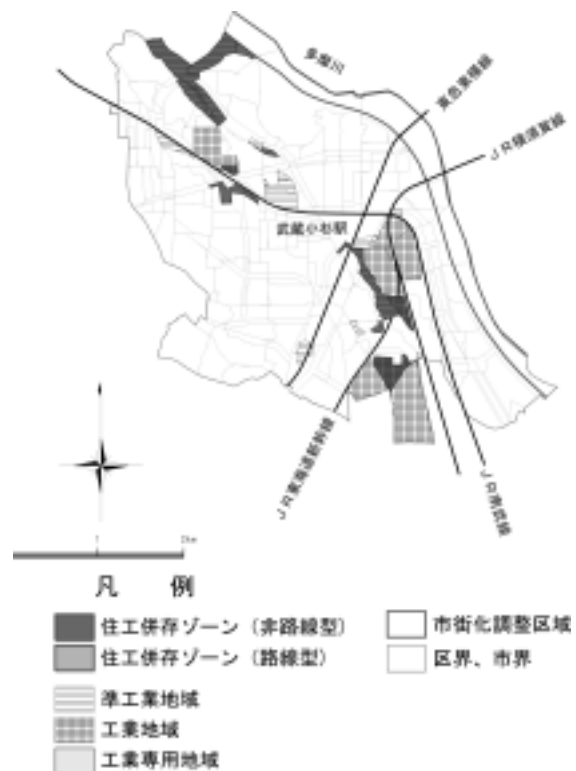 多摩川
東急東横線
JR横須賀線
武蔵小杉駅
JR東海道新幹線
JR南武線
2km
凡 例
住工併存ゾーン(非路線型)
住工併存ゾーン(路線型)
準工業地域
工業地域
工業専用地域
市街化調整区域
区界、市界